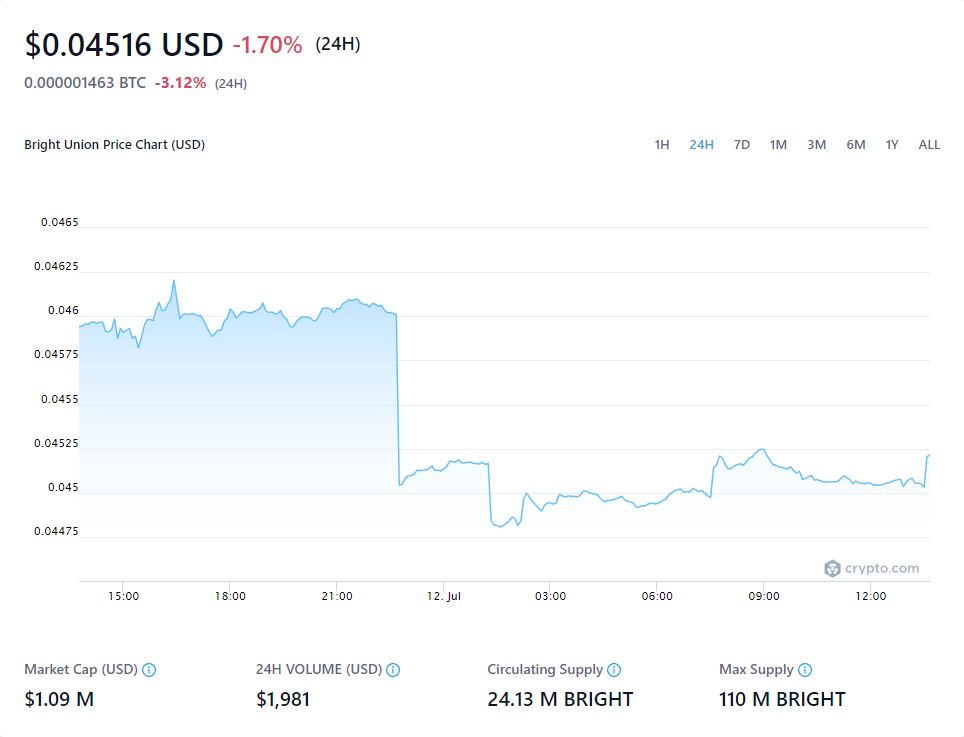 $0.04516 USD -1.70% (24H)
0.000001463 BTC -3.12% (24H)
Bright Union Price Chart (USD) 1H 24H 7D 1M 3M 6M 1Y ALL
0.0465
0.04625
0.046
0.04575
0.0455
0.04525
0.045
0.04475
crypto.com
15:00 18:00 21:00 12. Jul 03:00 06:00 09:00 12:00
Market Cap (USD) 24H VOLUME (USD) Circulating Supply Max Supply
$1.09 M $1,981 24.13 M BRIGHT 110 M BRIGHT